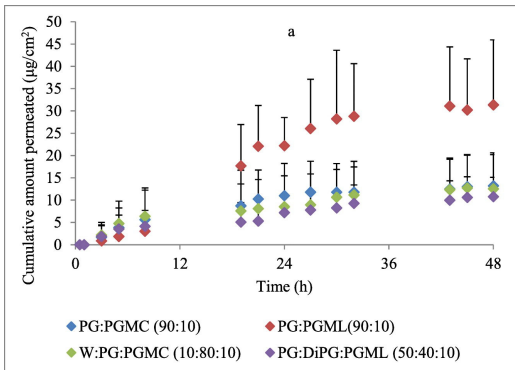 a
Cumulative amount permeated (μg/cm²)
50
45
40
35
30
25
20
15
10
5
0
0 12 24 36 48
Time (h)
PG:PGMC (90:10) PG:PGML(90:10)
W:PG:PGMC (10:80:10) PG:DiPG:PGML (50:40:10)